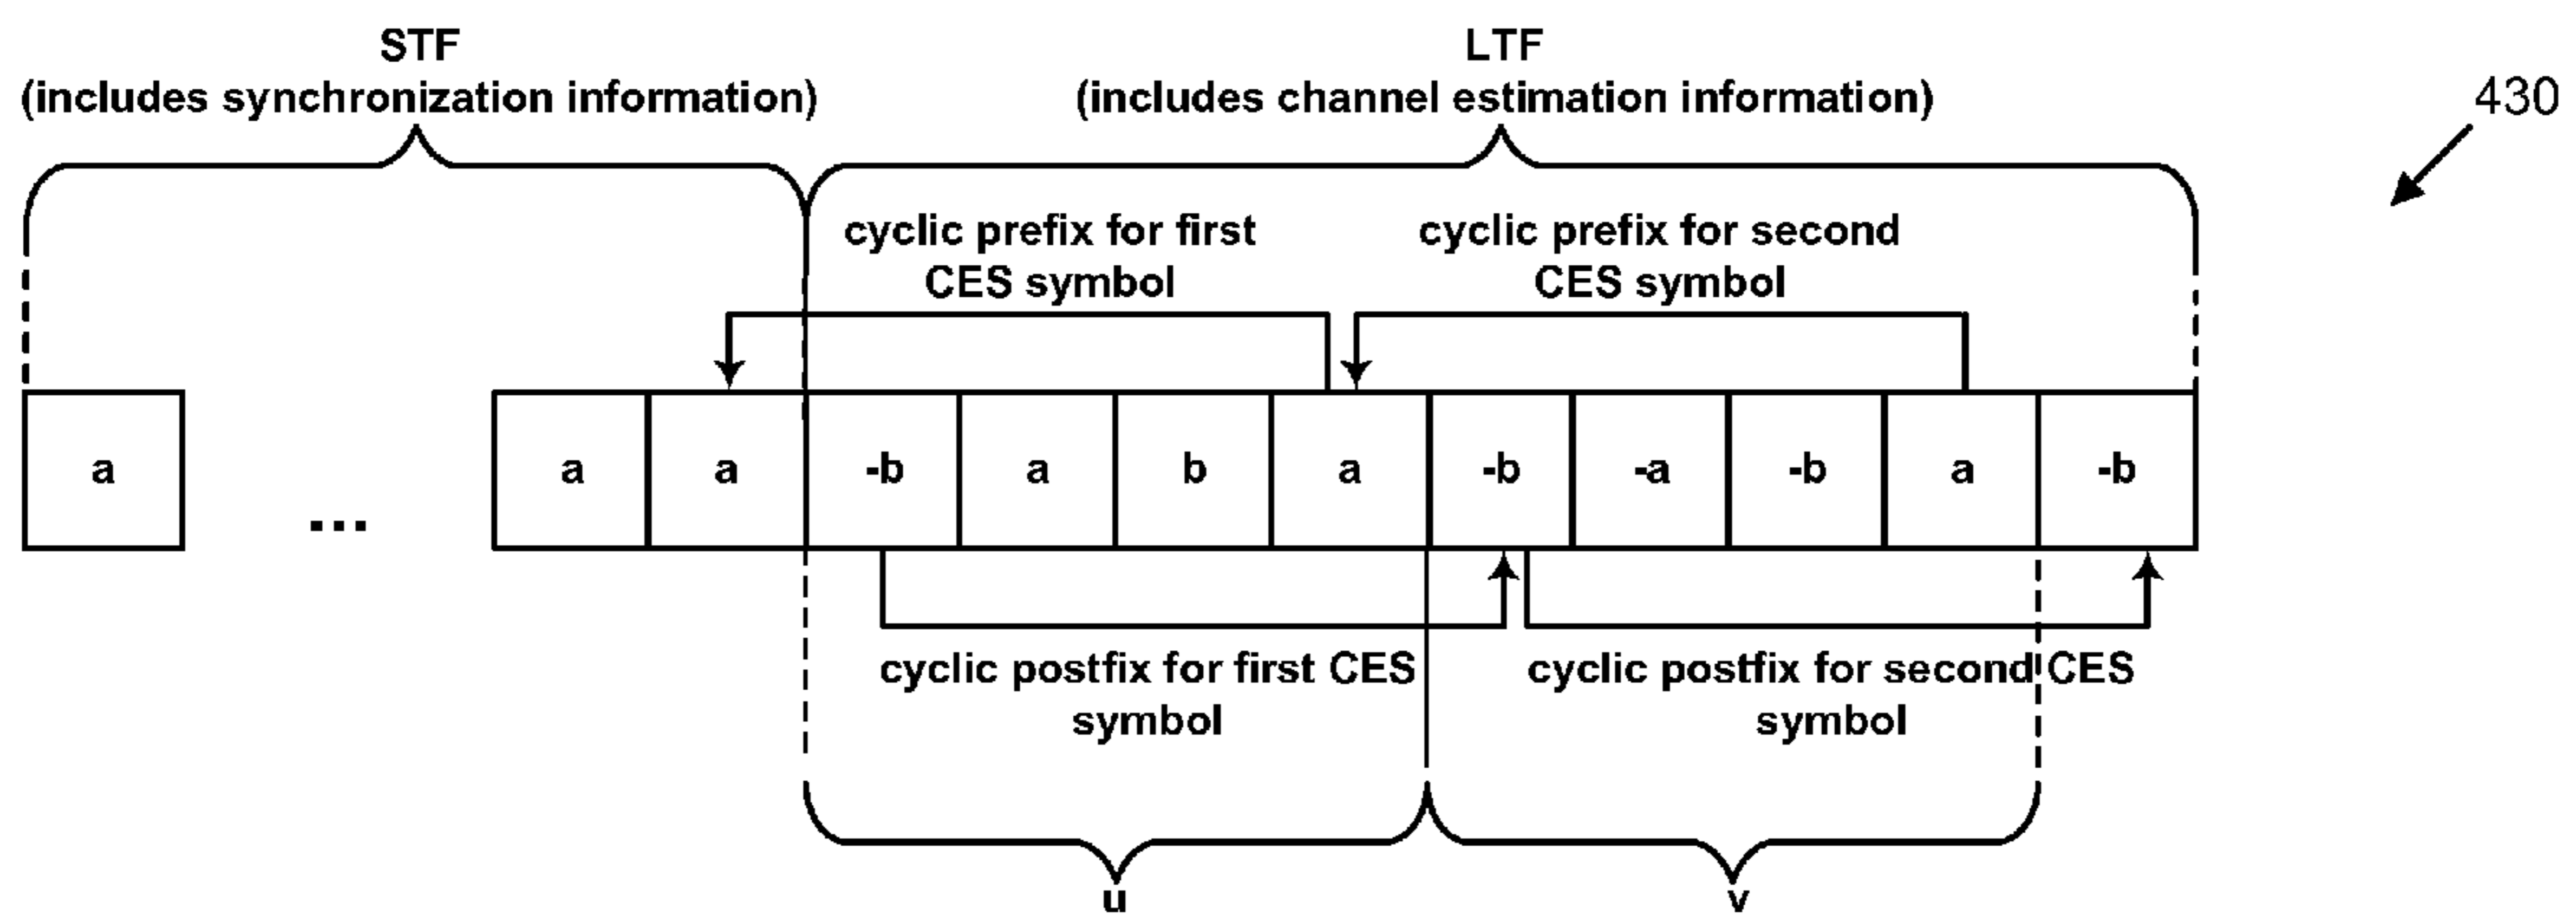 STF
(includes synchronization information)
LTF
(includes channel estimation information)
430
cyclic prefix for first
CES symbol
cyclic prefix for second
CES symbol
a ... a a -b a b a -b -a -b a -b
cyclic postfix for first CES
symbol
cyclic postfix for second CES
symbol
u v